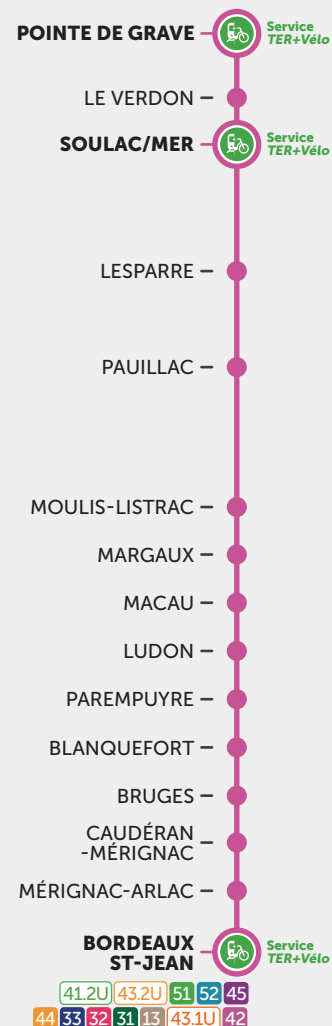 POINTE DE GRAVE
Service
TER+Vélo
LE VERDON
SOULAC/MER
Service
TER+Vélo
LESPARRE
PAUILLAC
MOULIS-LISTRAC
MARGAUX
MACAU
LUDON
PAREMPUYRE
BLANQUEFORT
BRUGES
CAUDÉRAN
-MÉRIGNAC
MÉRIGNAC-ARLAC
BORDEAUX
ST-JEAN
Service
TER+Vélo
41.2U 43.2U 51 52 45
44 33 32 31 13 43.1U 42